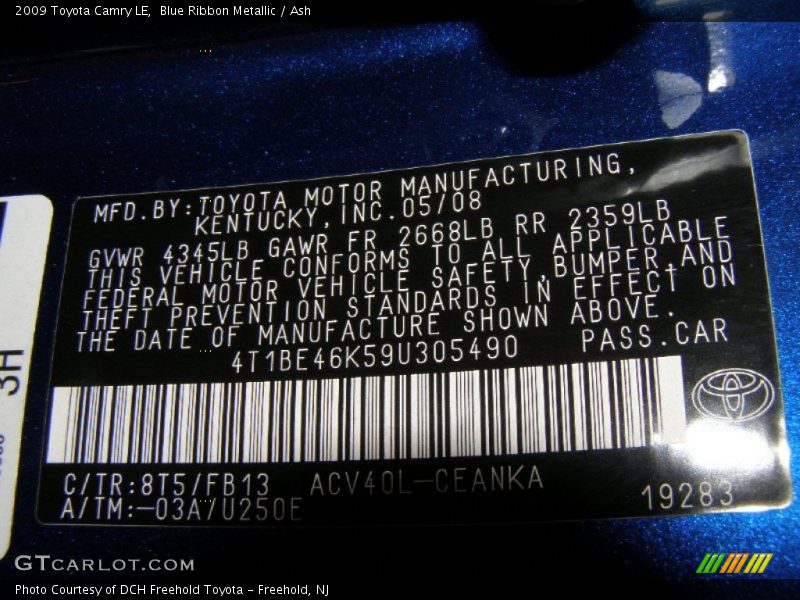 2009 Toyota Camry LE,  Blue Ribbon Metallic / Ash
MFD.BY:TOYOTA MOTOR MANUFACTURING,
KENTUCKY,INC.05/08
GVWR 4345LB GAWR FR 2668LB RR 2359LB
THIS VEHICLE CONFORMS TO ALL APPLICABLE
FEDERAL MOTOR VEHICLE SAFETY,BUMPER,AND
THEFT PREVENTION STANDARDS IN EFFECT ON
THE DATE OF MANUFACTURE SHOWN ABOVE.
4T1BE46K59U305490 PASS.CAR
C/TR:8T5/FB13 ACV40L-CEANKA
A/TM:-03A/U250E 19283
3H
GTCARLOT.COM
Photo Courtesy of DCH Freehold Toyota - Freehold, NJ